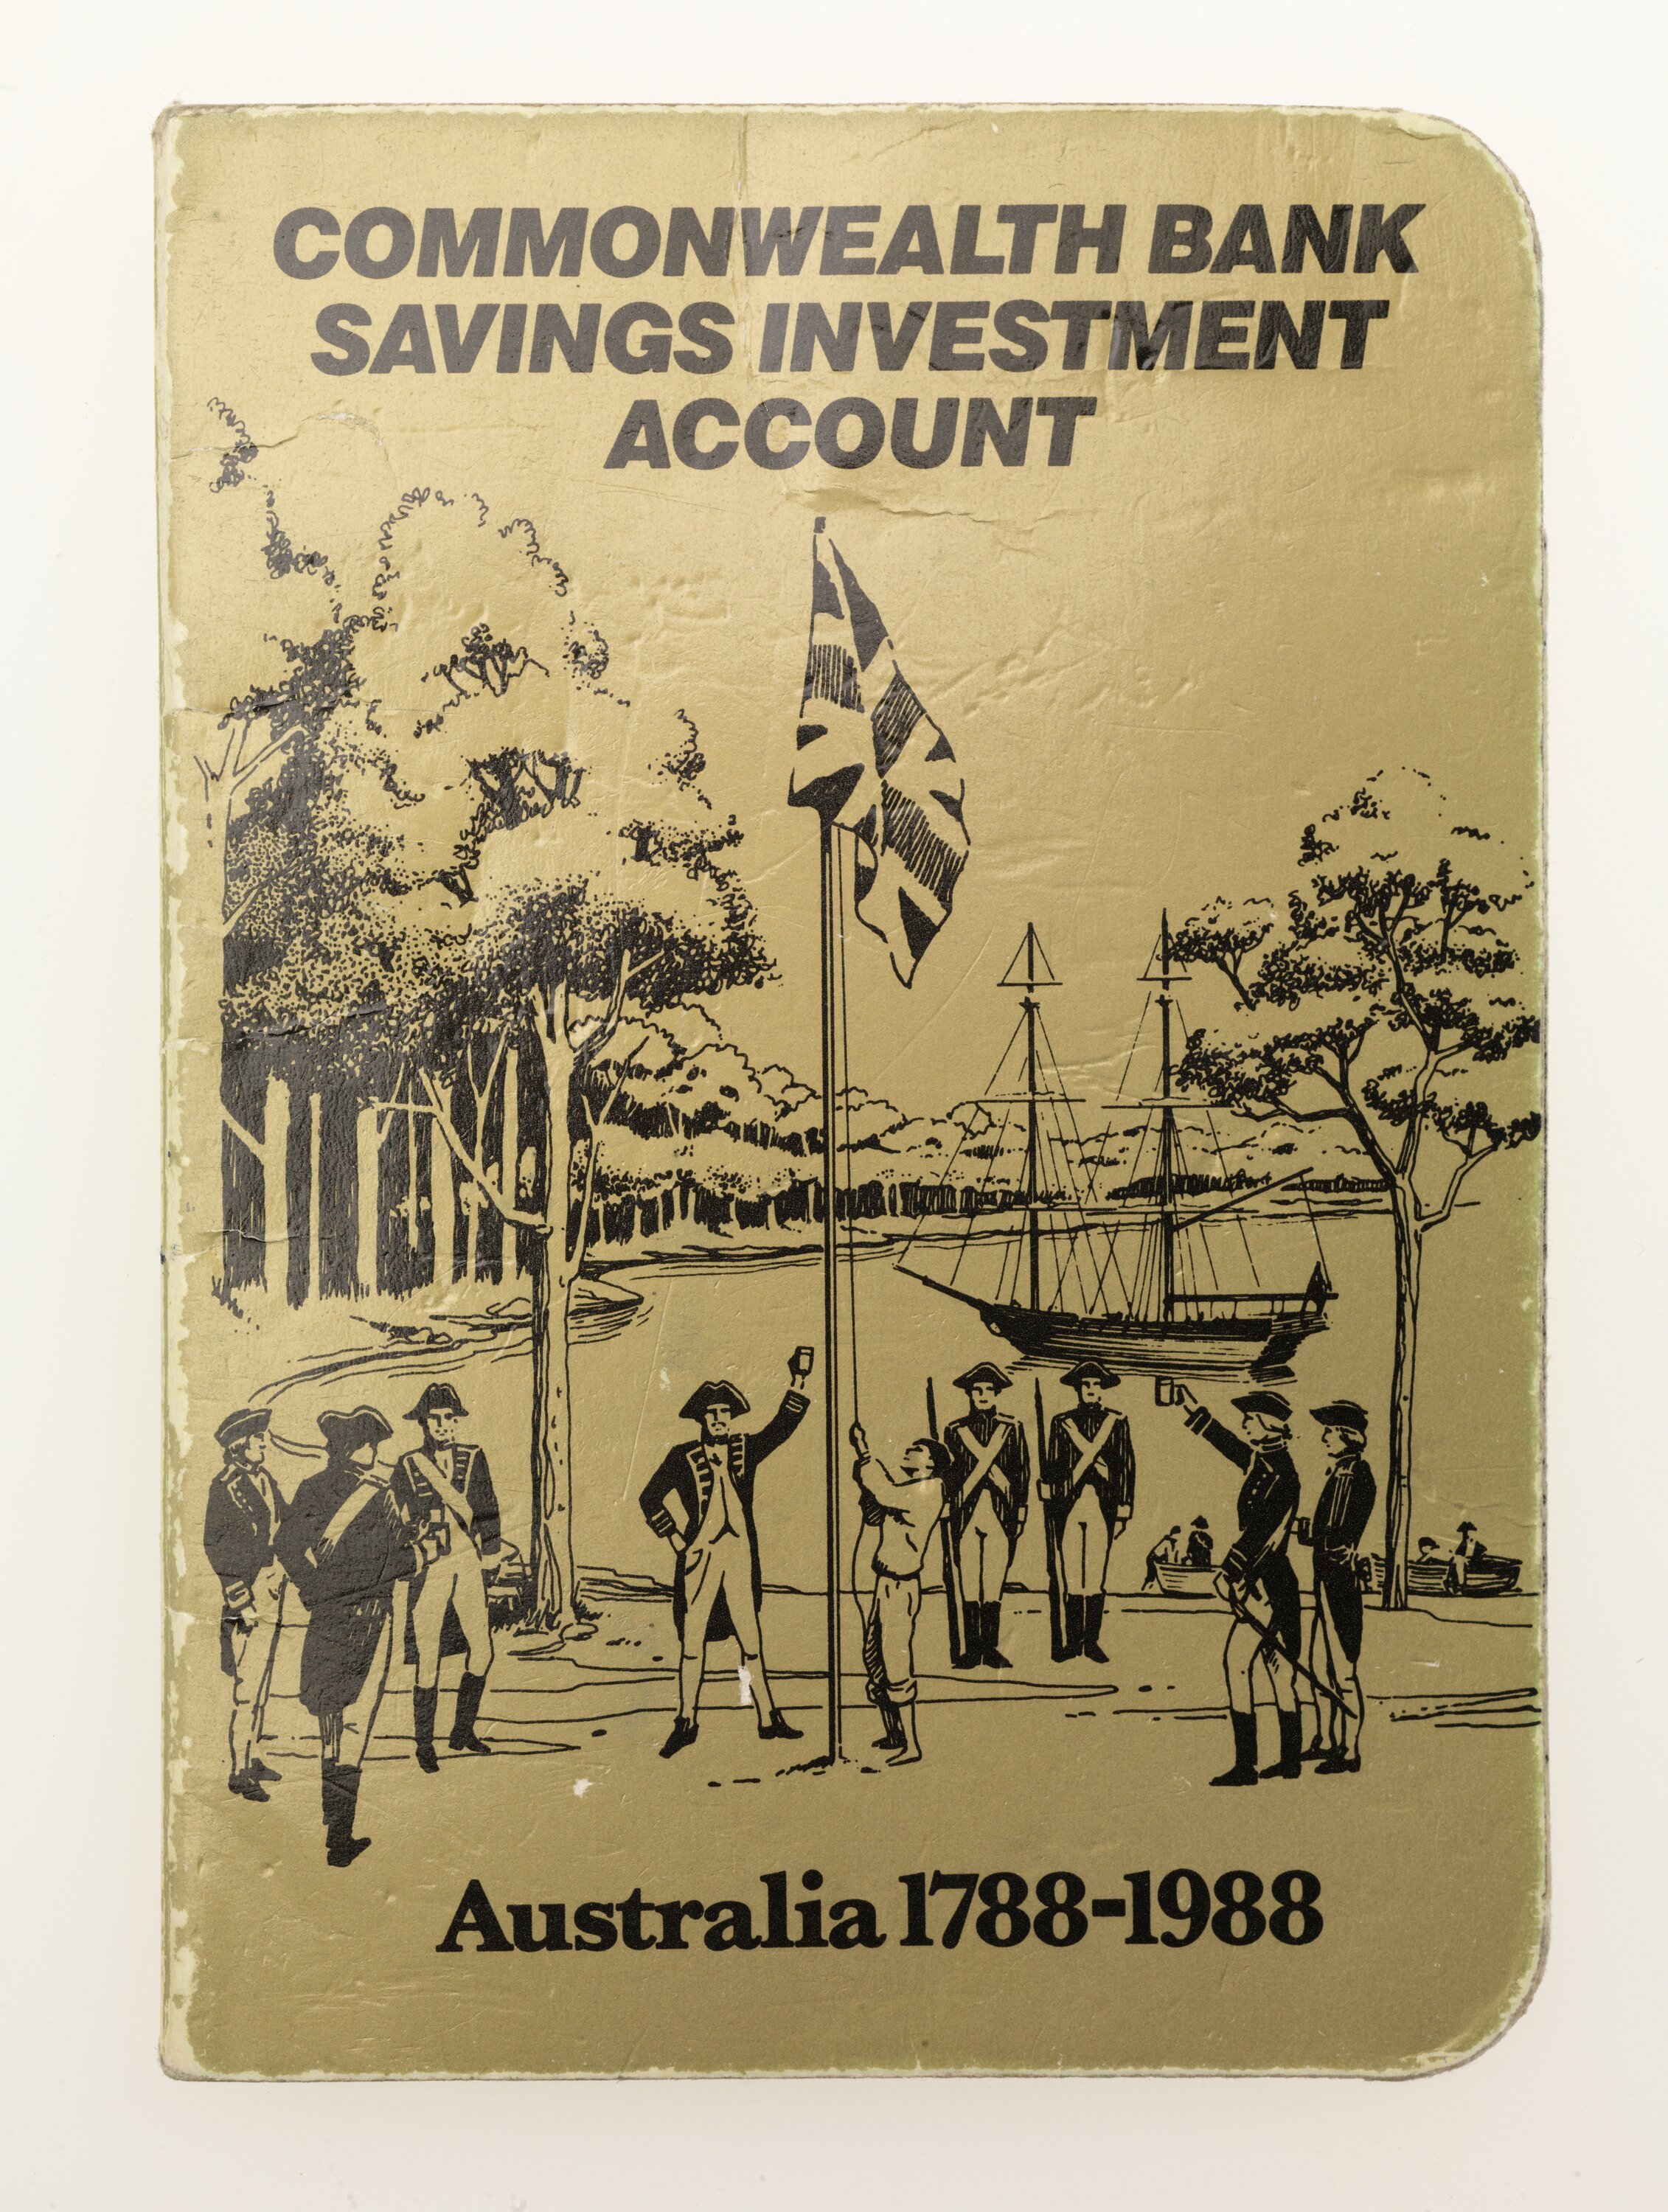 COMMONWEALTH BANK
SAVINGS INVESTMENT
ACCOUNT
Australia 1788-1988